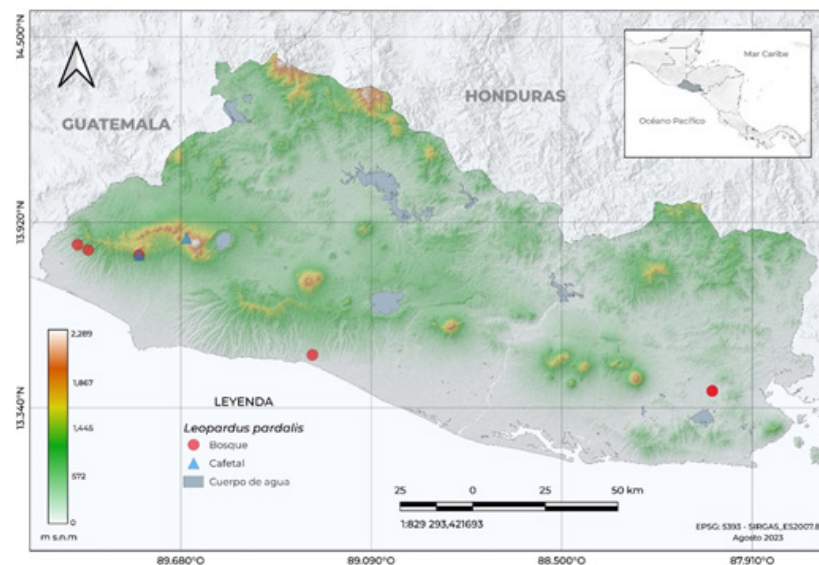 14.500°N
HONDURAS
GUATEMALA
Mar Caribe
Océano Pacífico
13.920°N
2,289
1,867
1,445
572
0
m s.n.m
LEYENDA
Leopardus pardalis
Bosque
Cafetal
Cuerpo de agua
13.340°N
25 0 25 50 km
1:829 293,421693
EPSG: 5393 - SIRGAS_ES2007.8
Agosto 2023
89.680°O 89.090°O 88.500°O 87.910°O